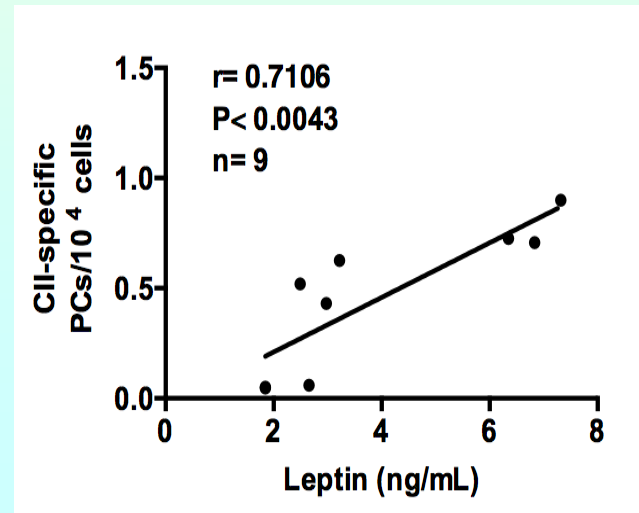 1.5
r= 0.7106
P< 0.0043
n= 9
1.0
0.5
0.0
CII-specific
PCs/10 ⁴ cells
0 2 4 6 8
Leptin (ng/mL)